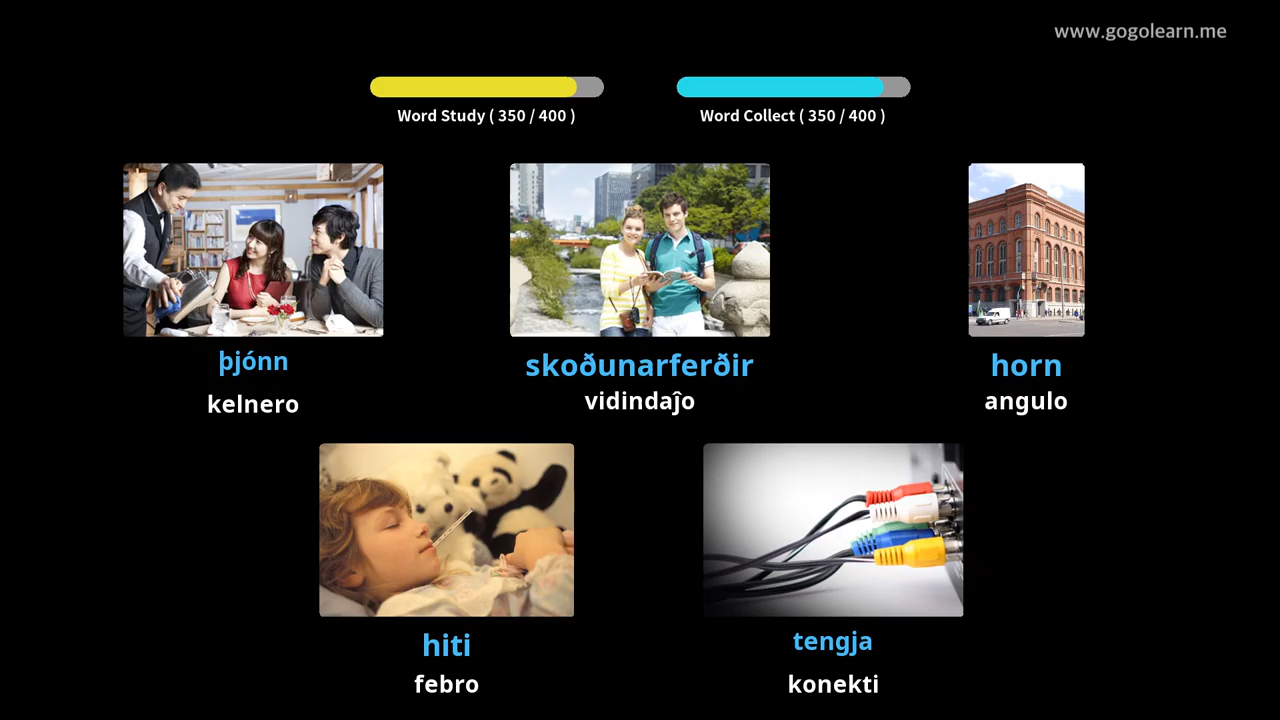 www.gogolearn.me
Word Study ( 350 / 400 )
Word Collect ( 350 / 400 )
þjónn
kelnero
skoðunarferðir
vidindaĵo
horn
angulo
hiti
febro
tengja
konekti